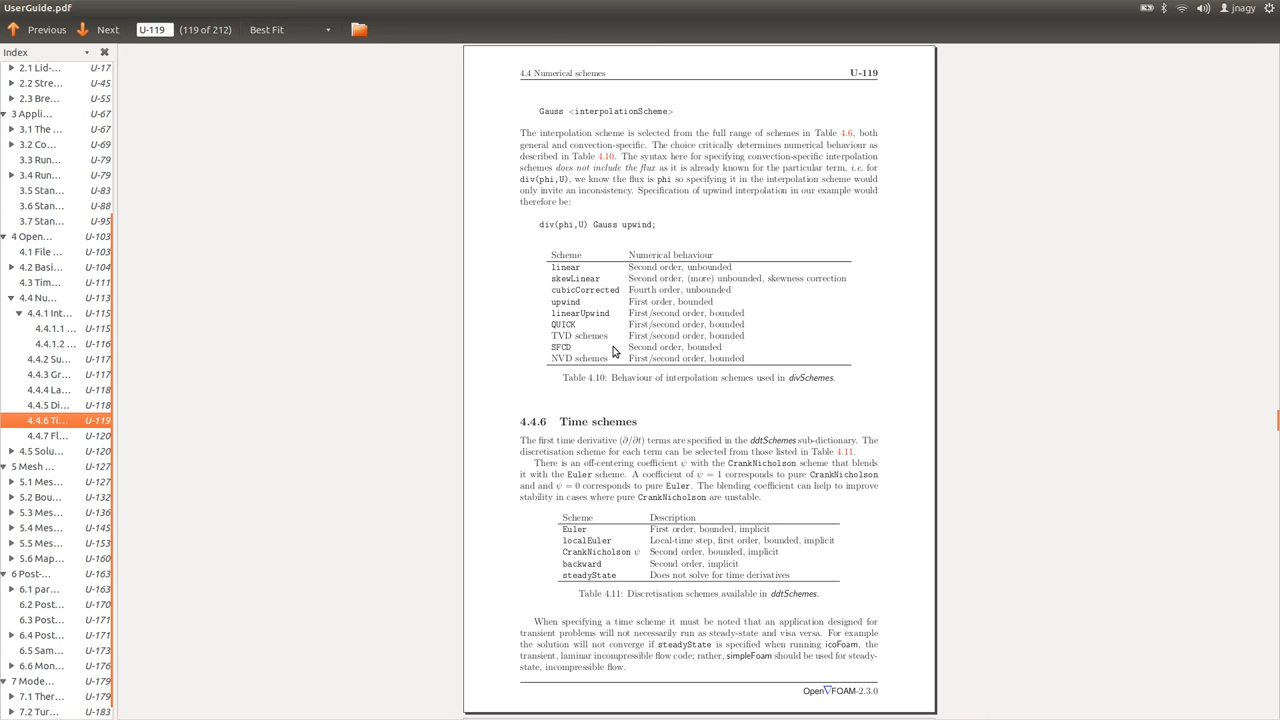 UserGuide.pdf
jnagy
Previous
Next
U-119
(119 of 212)
Best Fit
Index
2.1 Lid-... U-17
2.2 Stre... U-45
2.3 Bre... U-55
3 Appli... U-67
3.1 The ... U-67
3.2 Co... U-69
3.3 Run... U-79
3.4 Run... U-79
3.5 Stan... U-83
3.6 Stan... U-88
3.7 Stan... U-95
4 Open... U-103
4.1 File ... U-103
4.2 Basi... U-104
4.3 Tim... U-111
4.4 Nu... U-113
4.4.1 Int... U-115
4.4.1.1 ... U-115
4.4.1.2 ... U-116
4.4.2 Su... U-117
4.4.3 Gr... U-117
4.4.4 La... U-118
4.4.5 Di... U-118
4.4.6 Ti... U-119
4.4.7 Fl... U-120
4.5 Solu... U-120
5 Mesh ... U-127
5.1 Mes... U-127
5.2 Bou... U-132
5.3 Mes... U-136
5.4 Mes... U-145
5.5 Mes... U-153
5.6 Map... U-160
6 Post-... U-163
6.1 par... U-163
6.2 Post... U-170
6.3 Post... U-171
6.4 Post... U-171
6.5 Sam... U-173
6.6 Mon... U-176
7 Mode... U-179
7.1 Ther... U-179
7.2 Tur... U-183
4.4 Numerical schemes U-119
Gauss <interpolationScheme>
The interpolation scheme is selected from the full range of schemes in Table 4.6, both
general and convection-specific. The choice critically determines numerical behaviour as
described in Table 4.10. The syntax here for specifying convection-specific interpolation
schemes does not include the flux as it is already known for the particular term, i.e. for
div(phi,U), we know the flux is phi so specifying it in the interpolation scheme would
only invite an inconsistency. Specification of upwind interpolation in our example would
therefore be:
div(phi,U) Gauss upwind;
Scheme Numerical behaviour
linear Second order, unbounded
skewLinear Second order, (more) unbounded, skewness correction
cubicCorrected Fourth order, unbounded
upwind First order, bounded
linearUpwind First/second order, bounded
QUICK First/second order, bounded
TVD schemes First/second order, bounded
SFCD Second order, bounded
NVD schemes First/second order, bounded
Table 4.10: Behaviour of interpolation schemes used in divSchemes.
4.4.6 Time schemes
The first time derivative (∂/∂t) terms are specified in the ddtSchemes sub-dictionary. The
discretisation scheme for each term can be selected from those listed in Table 4.11.
There is an off-centering coefficient ψ with the CrankNicholson scheme that blends
it with the Euler scheme. A coefficient of ψ = 1 corresponds to pure CrankNicholson
and and ψ = 0 corresponds to pure Euler. The blending coefficient can help to improve
stability in cases where pure CrankNicholson are unstable.
Scheme Description
Euler First order, bounded, implicit
localEuler Local-time step, first order, bounded, implicit
CrankNicholson ψ Second order, bounded, implicit
backward Second order, implicit
steadyState Does not solve for time derivatives
Table 4.11: Discretisation schemes available in ddtSchemes.
When specifying a time scheme it must be noted that an application designed for
transient problems will not necessarily run as steady-state and visa versa. For example
the solution will not converge if steadyState is specified when running icoFoam, the
transient, laminar incompressible flow code; rather, simpleFoam should be used for steady-
state, incompressible flow.
Open∇FOAM-2.3.0